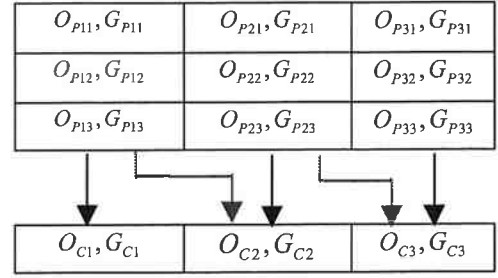 O_{P11}, G_{P11} O_{P21}, G_{P21} O_{P31}, G_{P31}
O_{P12}, G_{P12} O_{P22}, G_{P22} O_{P32}, G_{P32}
O_{P13}, G_{P13} O_{P23}, G_{P23} O_{P33}, G_{P33}
O_{C1}, G_{C1} O_{C2}, G_{C2} O_{C3}, G_{C3}